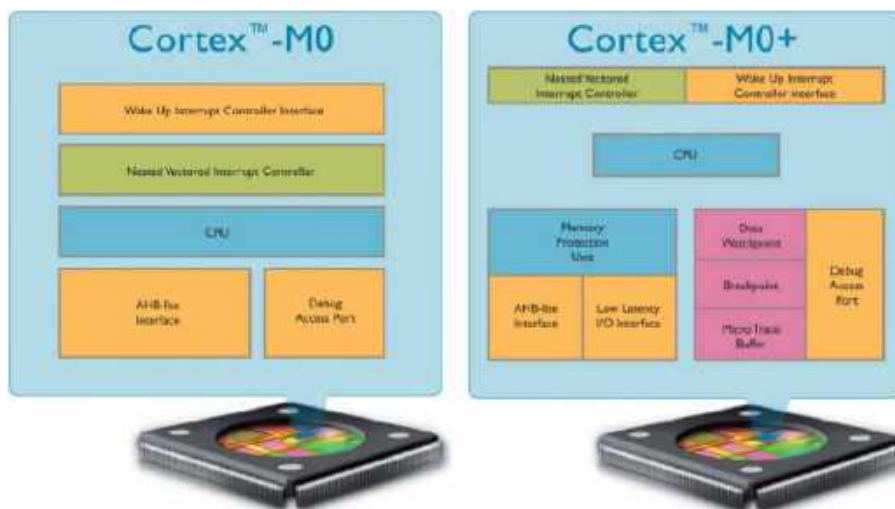 Cortex™-M0
Wake Up Interrupt Controller Interface
Nested Vectored Interrupt Controller
CPU
AHB-lite
Interface
Debug
Access Port
Cortex™-M0+
Nested Vectored
Interrupt Controller
Wake Up Interrupt
Controller Interface
CPU
Memory
Protection
Unit
AHB-lite
Interface
Low Latency
I/O Interface
Data
Watchpoint
Breakpoint
Micro Trace
Buffer
Debug
Access
Port